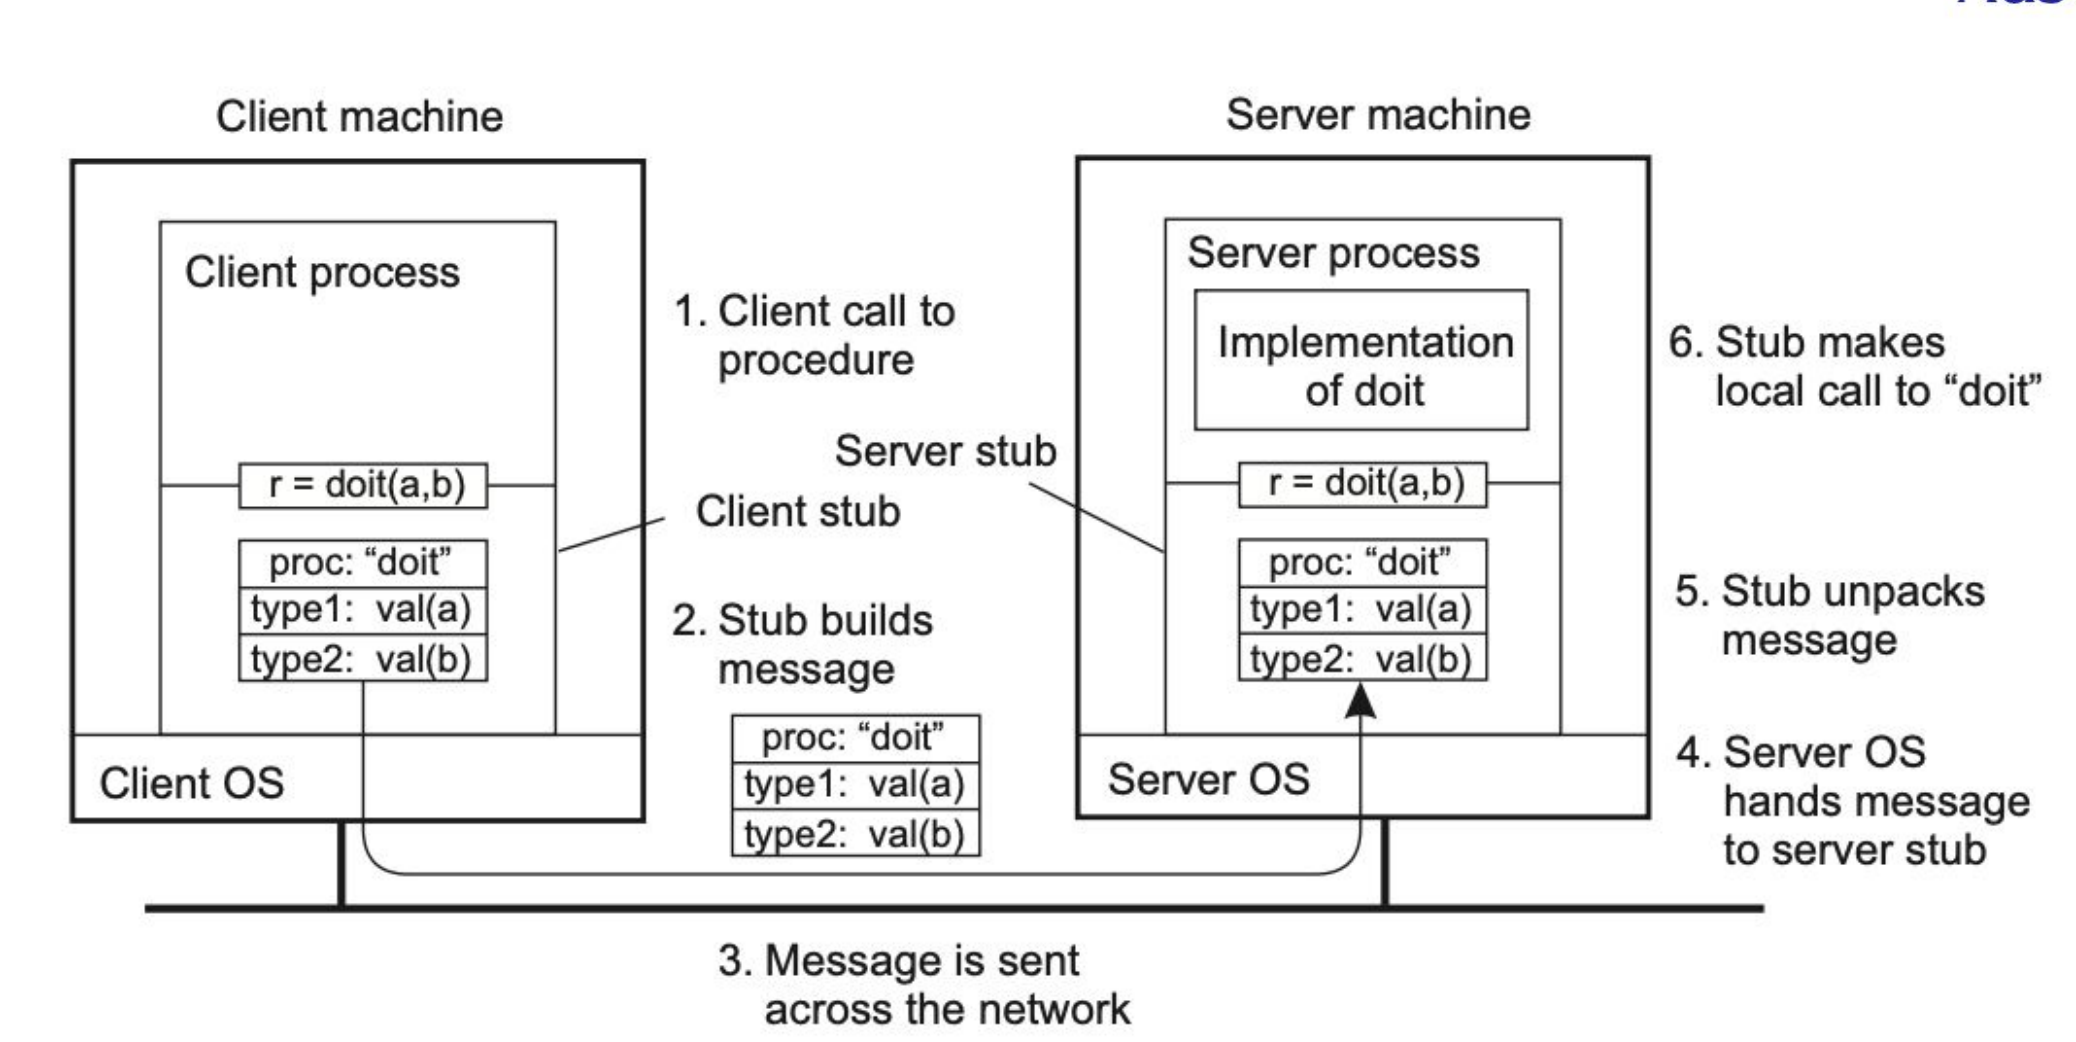 Client machine
Server machine
Client process
r = doit(a,b)
proc: “doit”
type1: val(a)
type2: val(b)
Client OS
1. Client call to
procedure
Server stub
Client stub
2. Stub builds
message
proc: “doit”
type1: val(a)
type2: val(b)
3. Message is sent
across the network
Server process
Implementation
of doit
r = doit(a,b)
proc: “doit”
type1: val(a)
type2: val(b)
Server OS
6. Stub makes
local call to “doit”
5. Stub unpacks
message
4. Server OS
hands message
to server stub